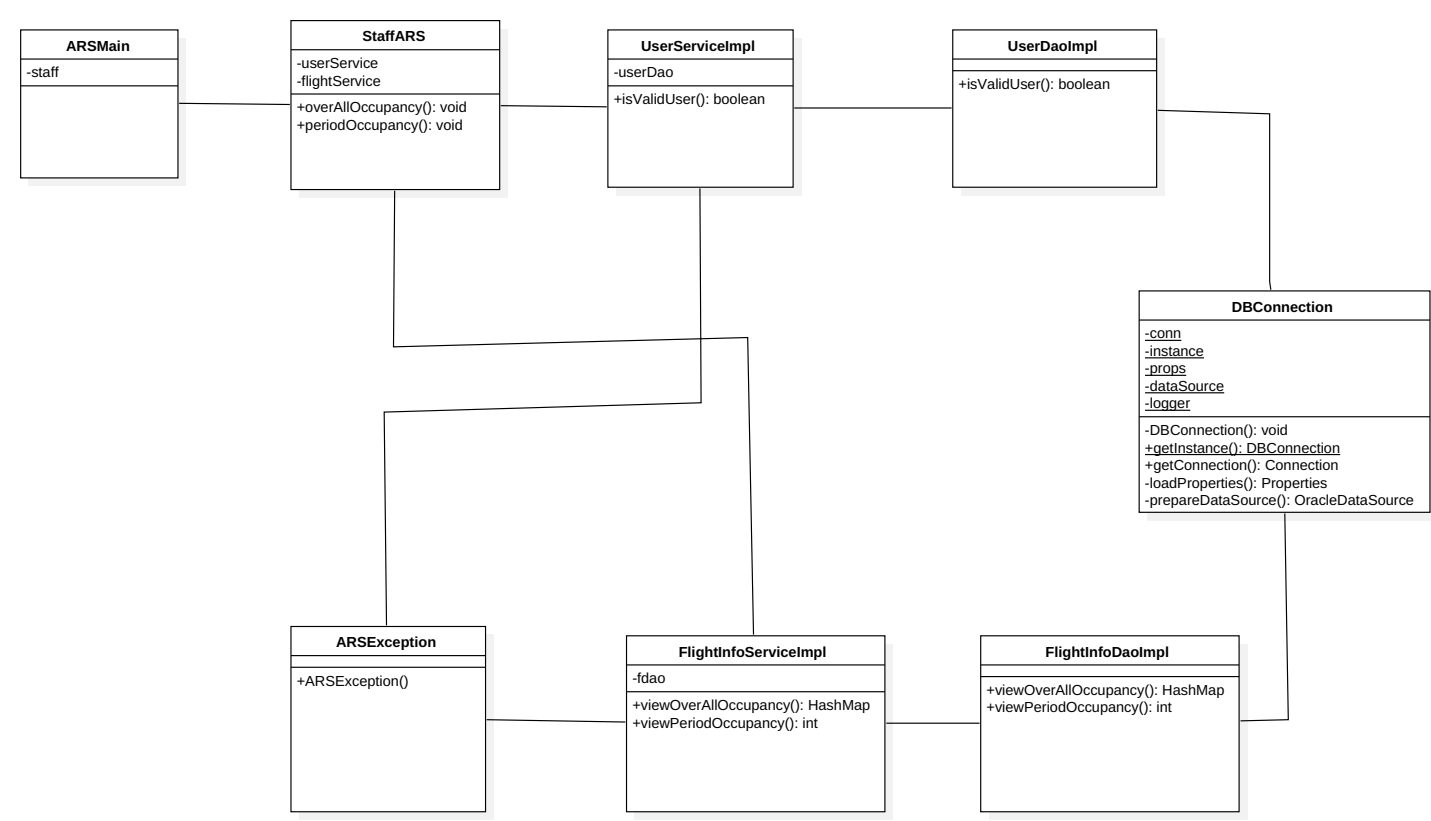 ARSMain
-staff
StaffARS
-userService
-flightService
+overAllOccupancy(): void
+periodOccupancy(): void
UserServiceImpl
-userDao
+isValidUser(): boolean
UserDaoImpl
+isValidUser(): boolean
DBConnection
-conn
-instance
-props
-dataSource
-logger
-DBConnection(): void
+getInstance(): DBConnection
+getConnection(): Connection
-loadProperties(): Properties
-prepareDataSource(): OracleDataSource
ARSException
+ARSException()
FlightInfoServiceImpl
-fdao
+viewOverAllOccupancy(): HashMap
+viewPeriodOccupancy(): int
FlightInfoDaoImpl
+viewOverAllOccupancy(): HashMap
+viewPeriodOccupancy(): int